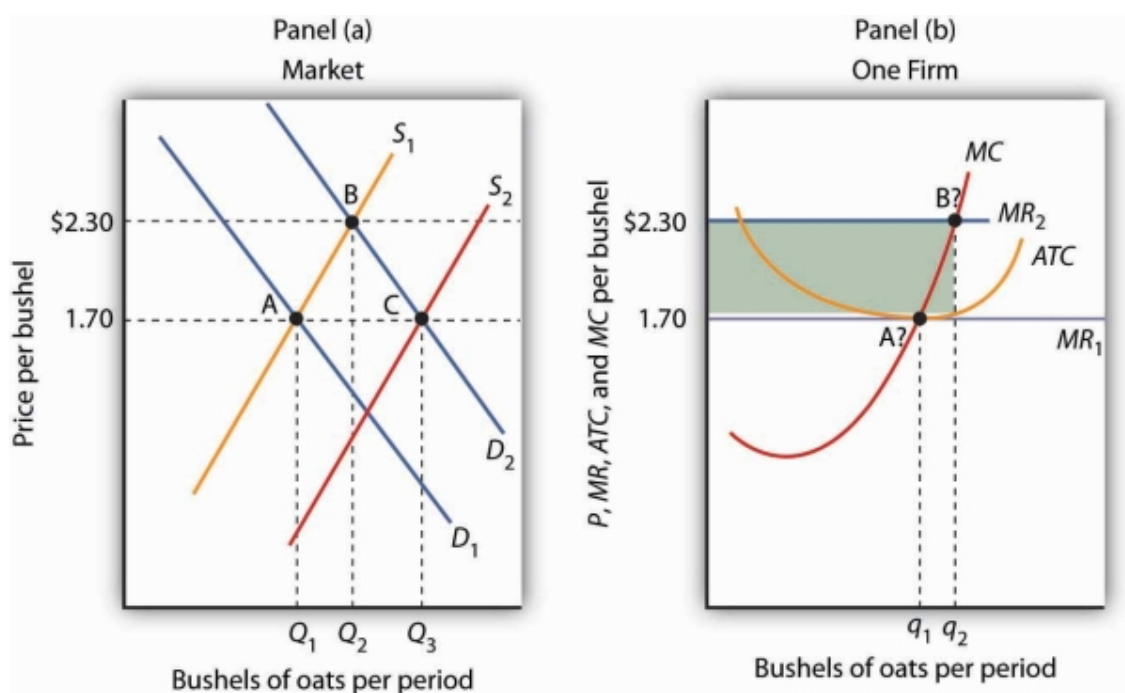 Panel (a)
Market
Price per bushel
$2.30
1.70
S1
S2
B
A
C
D2
D1
Q1 Q2 Q3
Bushels of oats per period
Panel (b)
One Firm
P, MR, ATC, and MC per bushel
$2.30
1.70
MC
B?
MR2
ATC
A?
MR1
q1 q2
Bushels of oats per period